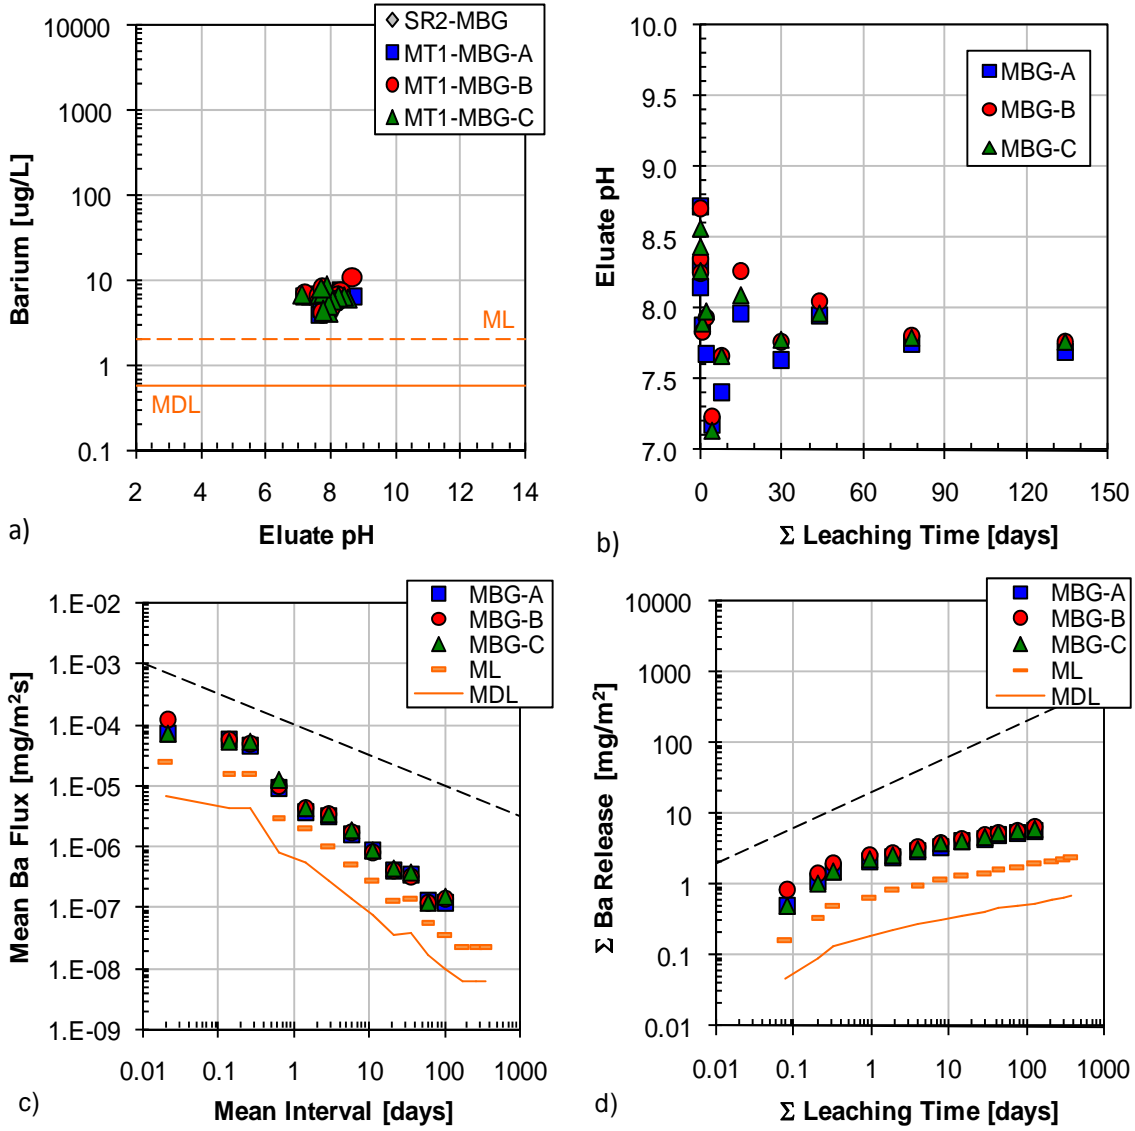 10000
1000
100
10
1
0.1
Barium [ug/L]
SR2-MBG
MT1-MBG-A
MT1-MBG-B
MT1-MBG-C
ML
MDL
2 4 6 8 10 12 14
Eluate pH
a)
10.0
9.5
9.0
8.5
8.0
7.5
7.0
Eluate pH
MBG-A
MBG-B
MBG-C
0 30 60 90 120 150
Σ Leaching Time [days]
b)
1.E-02
1.E-03
1.E-04
1.E-05
1.E-06
1.E-07
1.E-08
1.E-09
Mean Ba Flux [mg/m²s]
MBG-A
MBG-B
MBG-C
ML
MDL
0.01 0.1 1 10 100 1000
Mean Interval [days]
c)
10000
1000
100
10
1
0.1
0.01
Σ Ba Release [mg/m²]
MBG-A
MBG-B
MBG-C
ML
MDL
0.01 0.1 1 10 100 1000
Σ Leaching Time [days]
d)